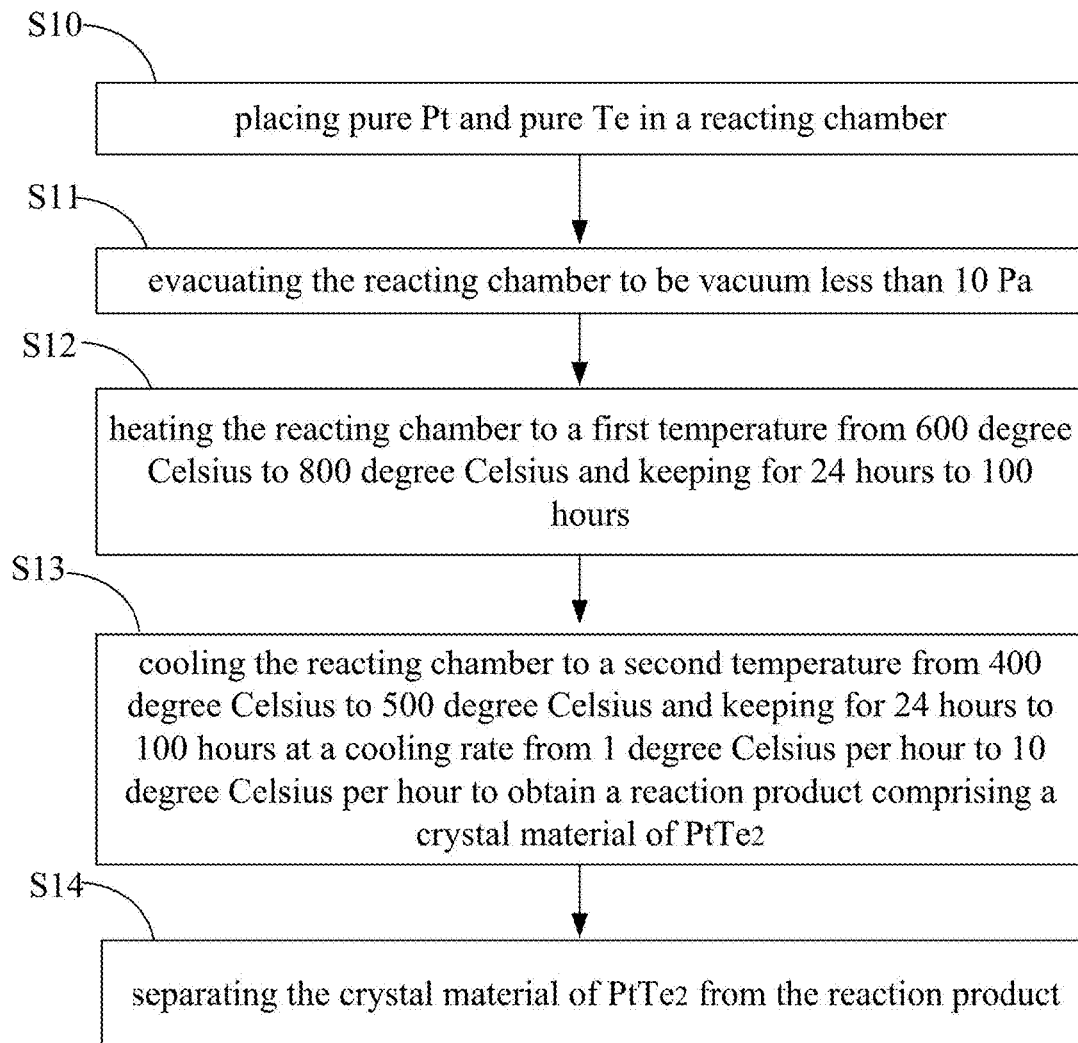 S10
placing pure Pt and pure Te in a reacting chamber
S11
evacuating the reacting chamber to be vacuum less than 10 Pa
S12
heating the reacting chamber to a first temperature from 600 degree
Celsius to 800 degree Celsius and keeping for 24 hours to 100
hours
S13
cooling the reacting chamber to a second temperature from 400
degree Celsius to 500 degree Celsius and keeping for 24 hours to
100 hours at a cooling rate from 1 degree Celsius per hour to 10
degree Celsius per hour to obtain a reaction product comprising a
crystal material of PtTe2
S14
separating the crystal material of PtTe2 from the reaction product